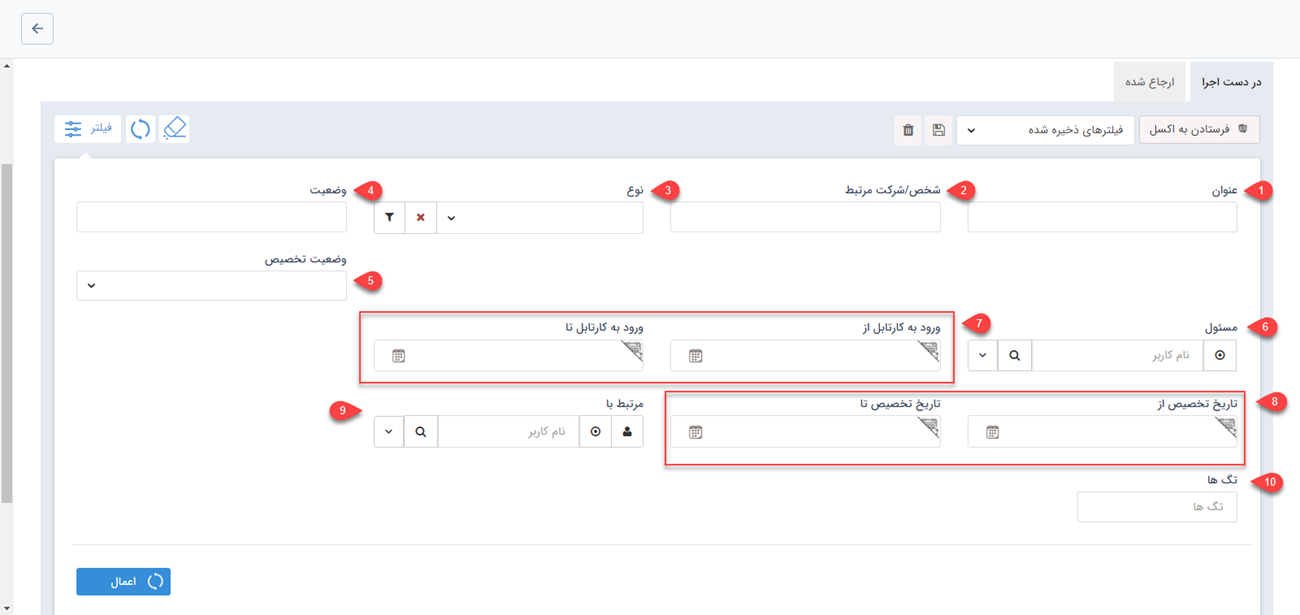 در دست اجرا
ارجاع شده
فرستادن به اکسل
فیلترهای ذخیره شده
فیلتر
1 عنوان
2 شخص/شرکت مرتبط
3 نوع
4 وضعیت
5 وضعیت تخصیص
6 مسئول
نام کاربر
7 ورود به کارتابل از
ورود به کارتابل تا
8 تاریخ تخصیص از
تاریخ تخصیص تا
9 مرتبط با
نام کاربر
10 تگ ها
تگ ها
اعمال